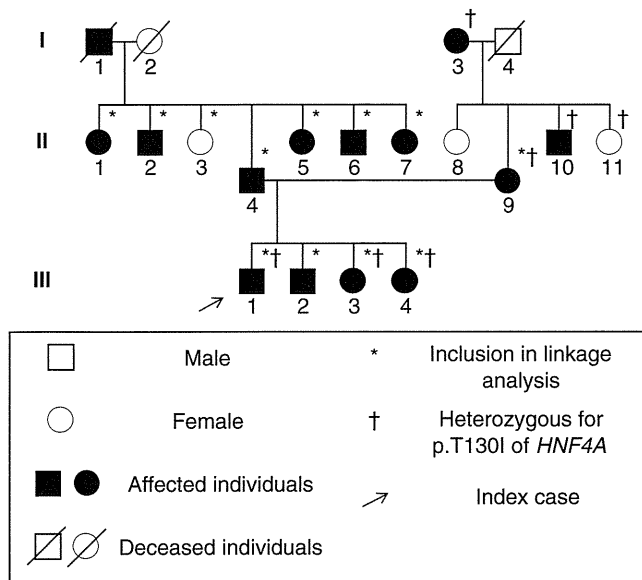 I 1 2 † 3 4
* * * * * * * † †
II 1 2 3 5 6 7 8 *† 10 11
4 9
*† * *† *†
III 1 2 3 4
Male * Inclusion in linkage
analysis
Female † Heterozygous for
p.T130I of HNF4A
Affected individuals Index case
Deceased individuals